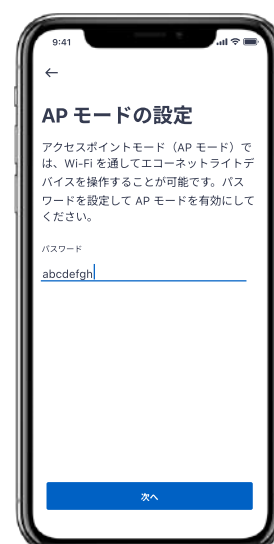 9:41
AP モードの設定
アクセスポイントモード（AP モード）で
は、Wi-Fi を通してエコーネットライトデ
バイスを操作することが可能です。パス
ワードを設定して AP モードを有効にして
ください。
パスワード
abcdefgh
次へ